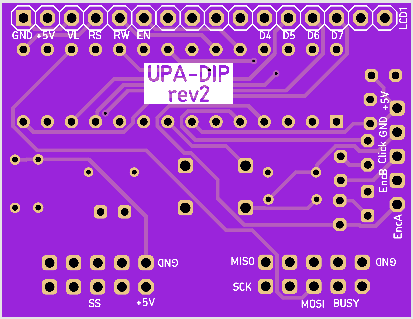 LED1
GND +5V VL RS RW EN D4 D5 D6 D7
UPA-DIP
rev2
+5V
GND
Click
EncB
EncA
GND
MISO
GND
SS
+5V
SCK
MOSI BUSY